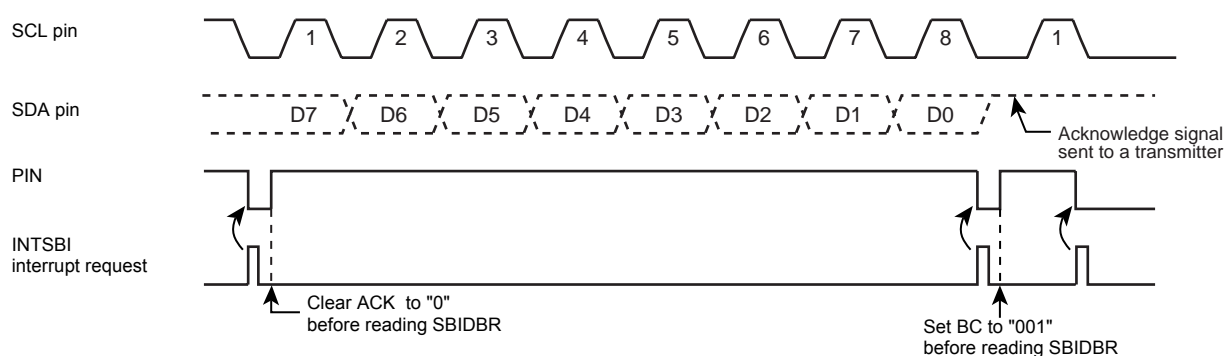 SCL pin
1 2 3 4 5 6 7 8 1
SDA pin
D7 D6 D5 D4 D3 D2 D1 D0
Acknowledge signal
sent to a transmitter
PIN
INTSBI
interrupt request
Clear ACK to "0"
before reading SBIDBR
Set BC to "001"
before reading SBIDBR